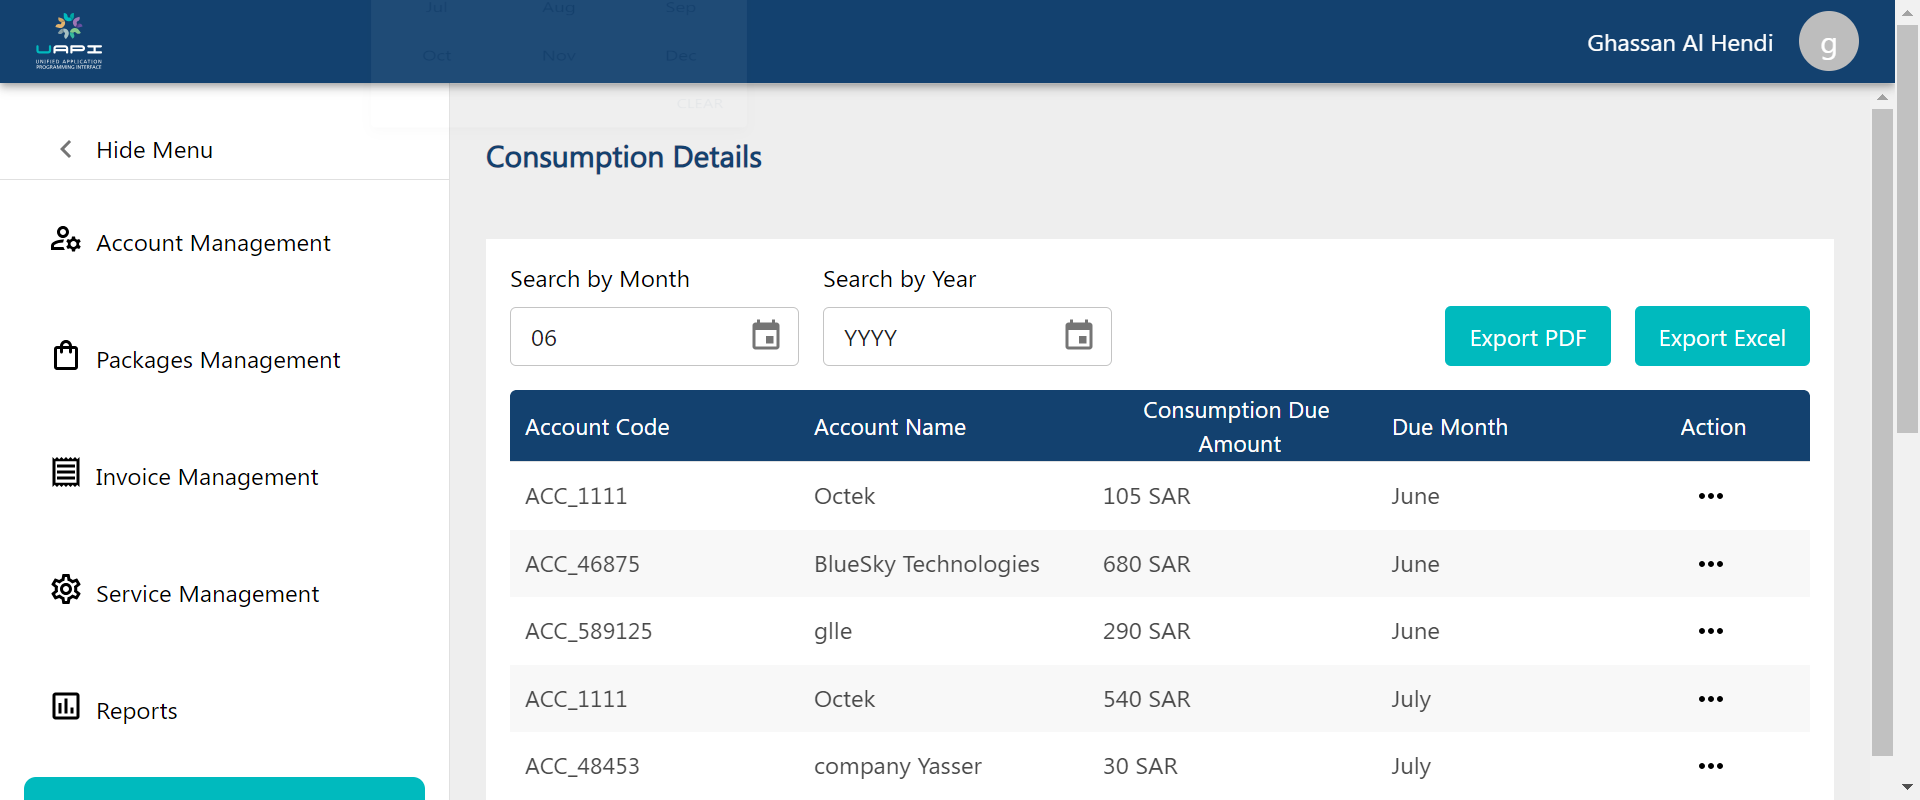 Jul Aug Sep
Oct Nov Dec
CLEAR
UAPI
UNIFIED APPLICATION
PROGRAMMING INTERFACE
Ghassan Al Hendi
g
Hide Menu
Account Management
Packages Management
Invoice Management
Service Management
Reports
Consumption Details
Search by Month Search by Year
06 YYYY Export PDF Export Excel
Account Code Account Name Consumption Due Amount Due Month Action
ACC_1111 Octek 105 SAR June
ACC_46875 BlueSky Technologies 680 SAR June
ACC_589125 glle 290 SAR June
ACC_1111 Octek 540 SAR July
ACC_48453 company Yasser 30 SAR July